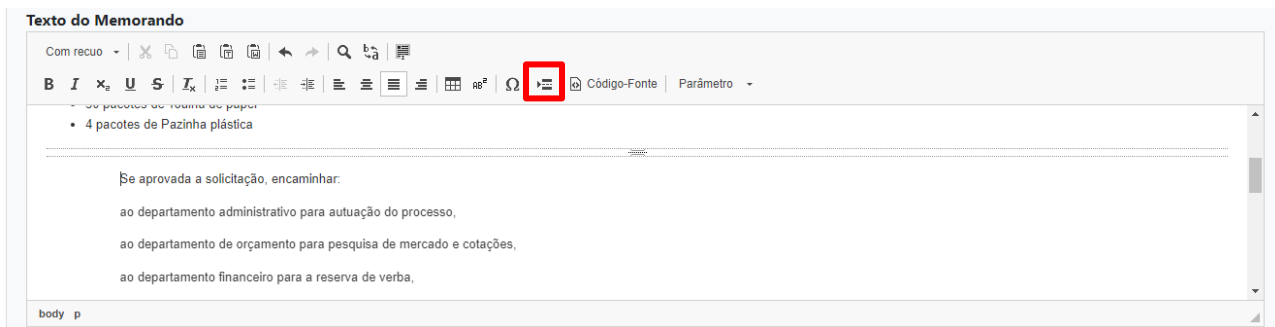 Texto do Memorando
Com recuo
B I x₂ U S Iₓ Ω Código-Fonte Parâmetro
• 4 pacotes de Pazinha plástica
Se aprovada a solicitação, encaminhar:
ao departamento administrativo para autuação do processo,
ao departamento de orçamento para pesquisa de mercado e cotações,
ao departamento financeiro para a reserva de verba,
body p